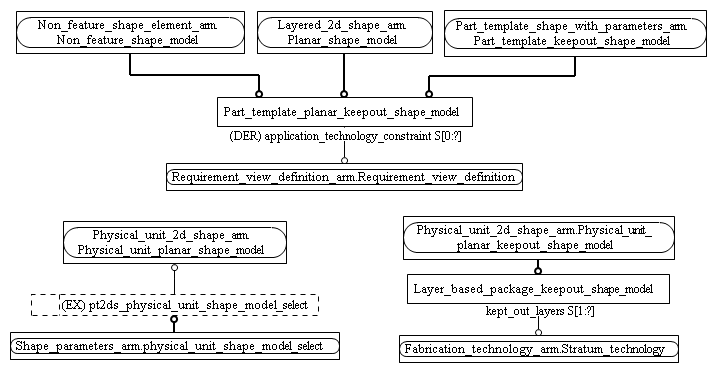 Non_feature_shape_element_arm.
Non_feature_shape_model
Layered_2d_shape_arm.
Planar_shape_model
Part_template_shape_with_parameters_arm.
Part_template_keepout_shape_model
Part_template_planar_keepout_shape_model
(DER) application_technology_constraint S[0:?]
Requirement_view_definition_arm.Requirement_view_definition
Physical_unit_2d_shape_arm.
Physical_unit_planar_shape_model
(EX) pt2ds_physical_unit_shape_model_select
Shape_parameters_arm.physical_unit_shape_model_select
Physical_unit_2d_shape_arm.Physical_unit_
planar_keepout_shape_model
Layer_based_package_keepout_shape_model
kept_out_layers S[1:?]
Fabrication_technology_arm.Stratum_technology